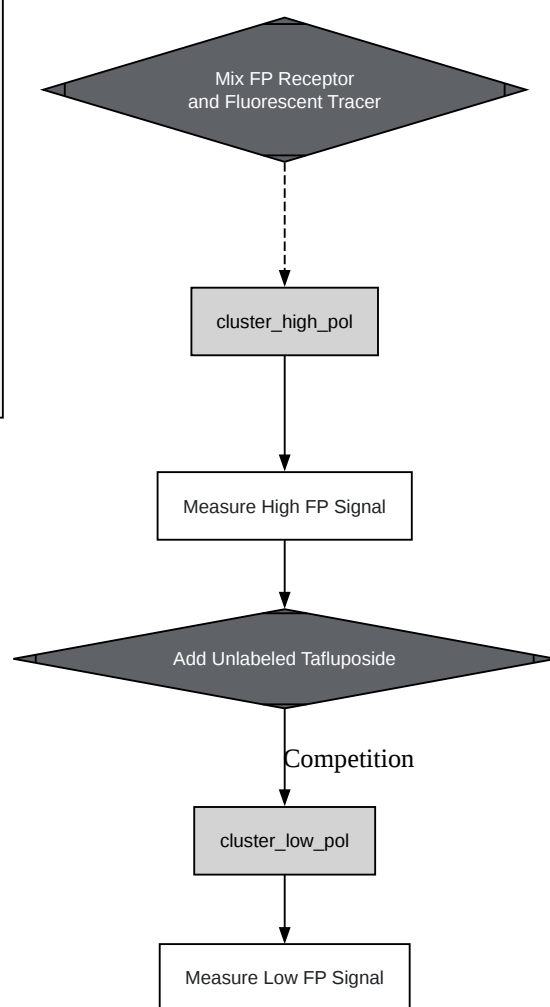 Mix FP Receptor
and Fluorescent Tracer
cluster_high_pol
Measure High FP Signal
Add Unlabeled Tafluposide
Competition
cluster_low_pol
Measure Low FP Signal